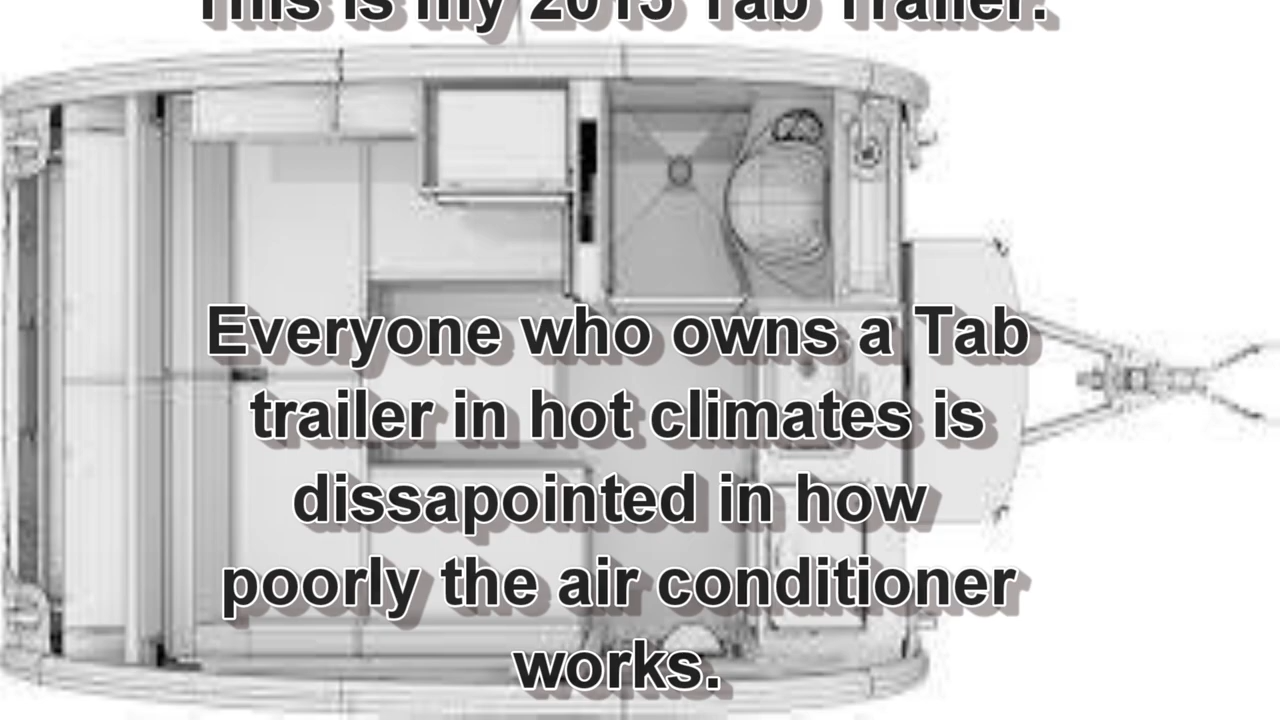 This is my 2015 Tab Trailer.
Everyone who owns a Tab
trailer in hot climates is
dissapointed in how
poorly the air conditioner
works.